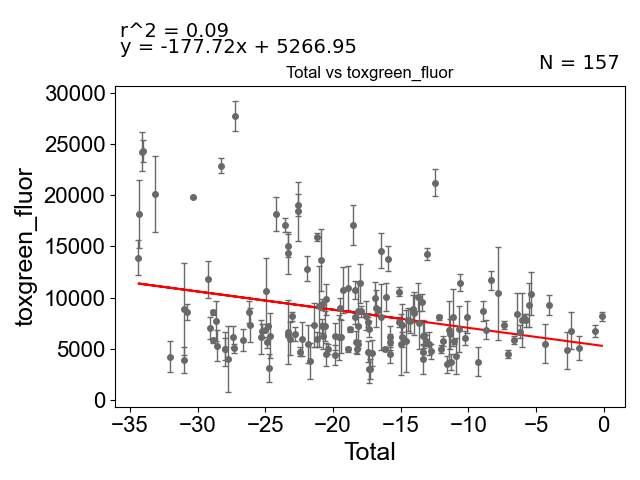 r^2 = 0.09
y = -177.72x + 5266.95
N = 157
Total vs toxgreen_fluor
30000
25000
20000
15000
10000
5000
0
toxgreen_fluor
−35 −30 −25 −20 −15 −10 −5 0
Total